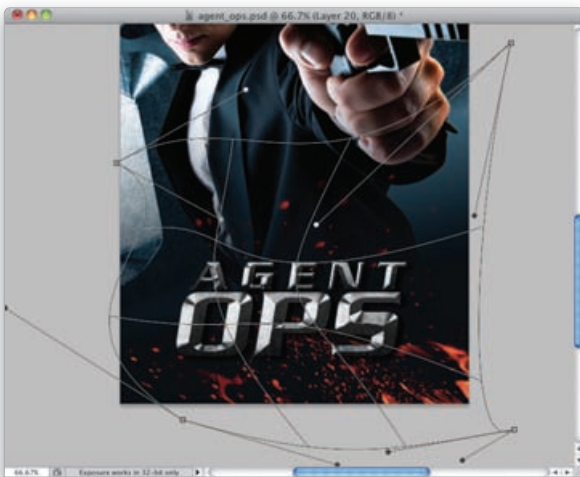 agent_ops.psd @ 66.7% (Layer 20, RGB/8) *
AGENT
OPS
66.67%
Exposure works in 32-bit only